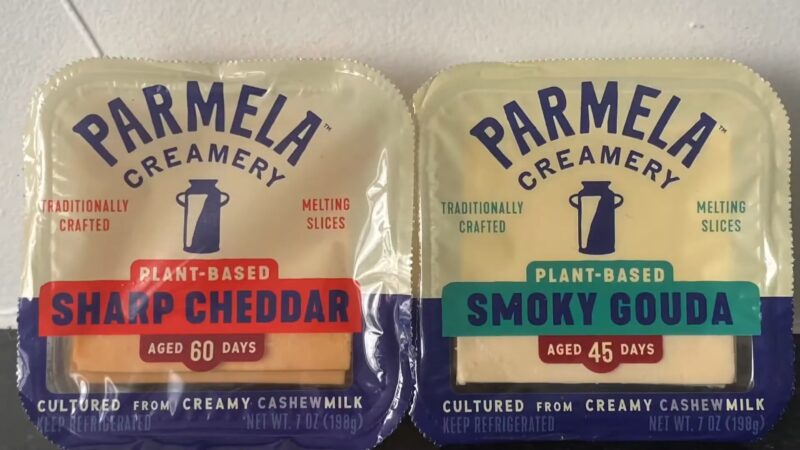 PARMELA™
CREAMERY
TRADITIONALLY
CRAFTED
MELTING
SLICES
PLANT-BASED
SHARP CHEDDAR
AGED 60 DAYS
CULTURED FROM CREAMY CASHEWMILK
KEEP REFRIGERATED
NET WT. 7 OZ (198g)
PARMELA™
CREAMERY
TRADITIONALLY
CRAFTED
MELTING
SLICES
PLANT-BASED
SMOKY GOUDA
AGED 45 DAYS
CULTURED FROM CREAMY CASHEWMILK
KEEP REFRIGERATED
NET WT. 7 OZ (198g)